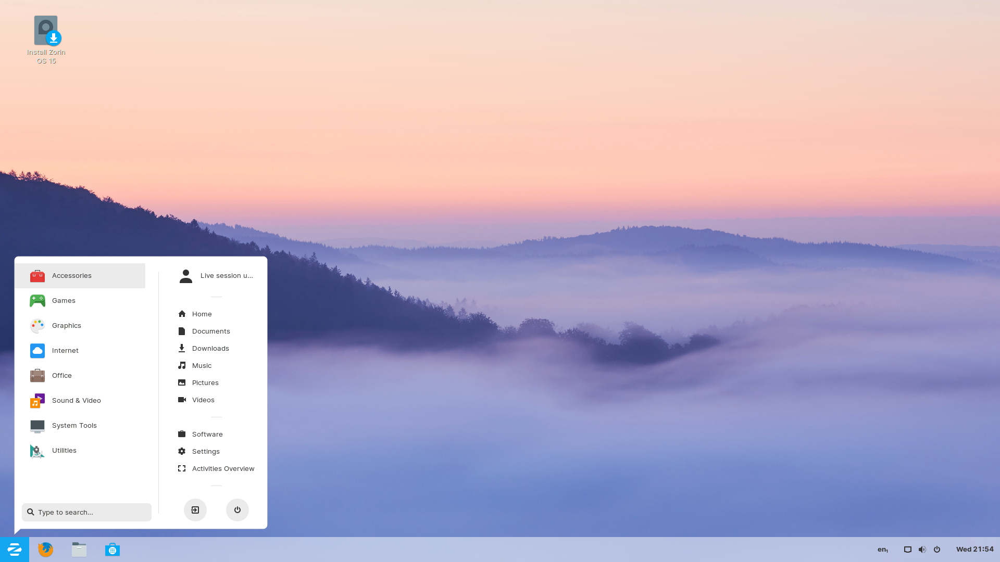 Install Zorin
OS 15
Accessories
Games
Graphics
Internet
Office
Sound & Video
System Tools
Utilities
Type to search...
Live session u...
Home
Documents
Downloads
Music
Pictures
Videos
Software
Settings
Activities Overview
en₁
Wed 21:54